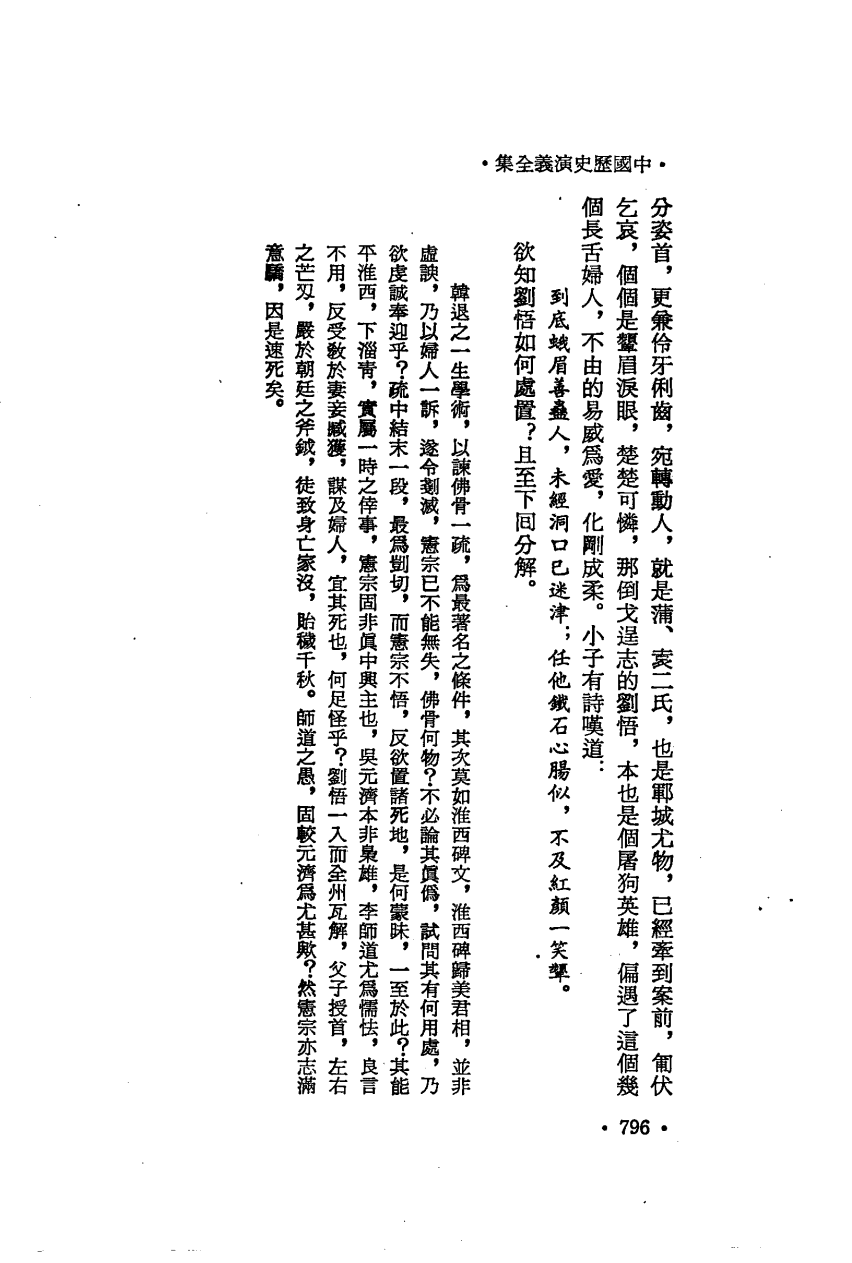 •中國歷史演義全集•
分姿首，更兼伶牙俐齒，宛轉動人，就是蒲、袁二氏，也是鄆城尤物，已經牽到案前，匍伏
乞哀，個個是顰眉淚眼，楚楚可憐，那倒戈逞志的劉悟，本也是個屠狗英雄，偏遇了這個幾
個長舌婦人，不由的易威爲愛，化剛成柔。小子有詩嘆道：
到底蛾眉善蠱人，未經洞口已迷津；任他鐵石心腸似，不及紅顏一笑顰。
欲知劉悟如何處置？且至下回分解。
韓退之一生學術，以諫佛骨一疏，爲最著名之條件，其次莫如淮西碑文，淮西碑歸美君相，並非
虛諛，乃以婦人一訴，遂令剗滅，憲宗已不能無失，佛骨何物？不必論其眞僞，試問其有何用處，乃
欲虔誠奉迎乎？疏中結末一段，最爲剴切，而憲宗不悟，反欲置諸死地，是何蒙昧，一至於此？其能
平淮西，下淄青，實屬一時之倖事，憲宗固非眞中興主也，吳元濟本非梟雄，李師道尤爲懦怯，良言
不用，反受敎於妻妾臧獲，謀及婦人，宜其死也，何足怪乎？劉悟一入而全州瓦解，父子授首，左右
之芒刃，嚴於朝廷之斧鉞，徒致身亡家沒，貽穢千秋。師道之愚，固較元濟爲尤甚歟？然憲宗亦志滿
意驕，因是速死矣。
•796•